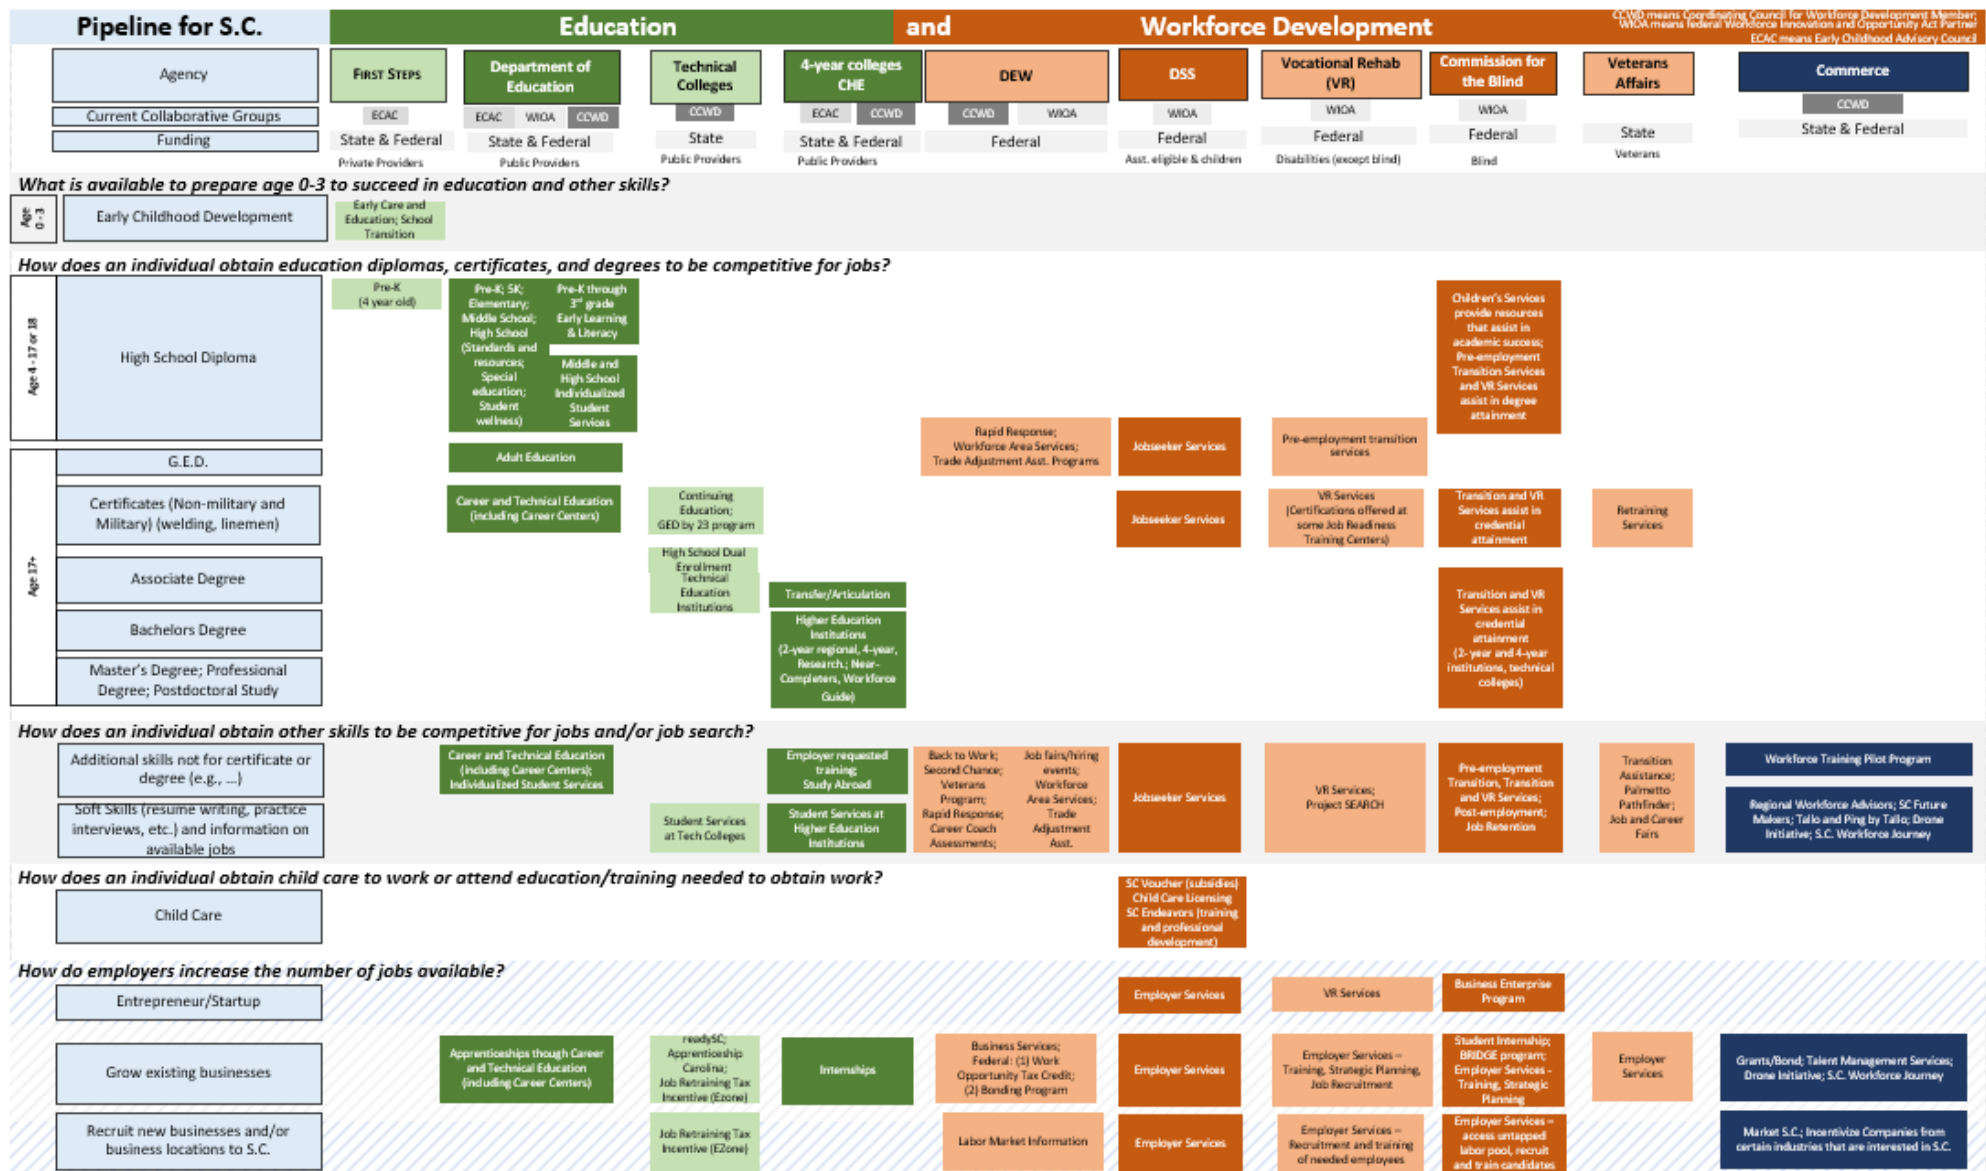 Pipeline for S.C.
Education
and
Workforce Development
CCWD means Coordinating Council for Workforce Development Member;
WIOA means federal Workforce Innovation and Opportunity Act Partner
ECAC means Early Childhood Advisory Council
Agency
FIRST STEPS
Department of
Education
Technical
Colleges
4-year colleges
CHE
DEW
DSS
Vocational Rehab
(VR)
Commission for
the Blind
Veterans
Affairs
Commerce
Current Collaborative Groups
ECAC
ECAC
WIOA
CCWD
CCWD
ECAC
CCWD
CCWD
WIOA
WIOA
WIOA
WIOA
CCWD
Funding
State & Federal
State & Federal
State
State & Federal
Federal
Federal
Federal
Federal
State
State & Federal
Private Providers
Public Providers
Public Providers
Public Providers
Asst. eligible & children
Disabilities (except blind)
Blind
Veterans
What is available to prepare age 0-3 to succeed in education and other skills?
Age
0 - 3
Early Childhood Development
Early Care and
Education; School
Transition
How does an individual obtain education diplomas, certificates, and degrees to be competitive for jobs?
Age 4 - 17 or 18
High School Diploma
Pre-K
(4 year old)
Pre-K; 5K;
Elementary;
Middle School;
High School
(Standards and
resources;
Special
education;
Student
wellness)
Pre-K through
3rd grade
Early Learning
& Literacy
Middle and
High School
Individualized
Student
Services
Rapid Response;
Workforce Area Services;
Trade Adjustment Asst. Programs
Jobseeker Services
Pre-employment transition
services
Children's Services
provide resources
that assist in
academic success;
Pre-employment
Transition Services
and VR Services
assist in degree
attainment
Age 17+
G.E.D.
Adult Education
Certificates (Non-military and
Military) (welding, linemen)
Career and Technical Education
(including Career Centers)
Continuing
Education;
GED by 23 program
Jobseeker Services
VR Services
(Certifications offered at
some Job Readiness
Training Centers)
Transition and VR
Services assist in
credential
attainment
Retraining
Services
Associate Degree
High School Dual
Enrollment
Technical
Education
Institutions
Transfer/Articulation
Bachelors Degree
Master's Degree; Professional
Degree; Postdoctoral Study
Higher Education
Institutions
(2-year regional, 4-year,
Research.; Near-
Completers, Workforce
Guide)
Transition and VR
Services assist in
credential
attainment
(2- year and 4-year
institutions, technical
colleges)
How does an individual obtain other skills to be competitive for jobs and/or job search?
Additional skills not for certificate or
degree (e.g., ...)
Career and Technical Education
(including Career Centers);
Individualized Student Services
Employer requested
training;
Study Abroad
Back to Work;
Second Chance;
Veterans
Program;
Rapid Response;
Career Coach
Assessments;
Job fairs/hiring
events;
Workforce
Area Services;
Trade
Adjustment
Asst.
Jobseeker Services
VR Services;
Project SEARCH
Pre-employment
Transition, Transition
and VR Services;
Post-employment;
Job Retention
Transition
Assistance;
Palmetto
Pathfinder;
Job and Career
Fairs
Workforce Training Pilot Program
Soft Skills (resume writing, practice
interviews, etc.) and information on
available jobs
Student Services
at Tech Colleges
Student Services at
Higher Education
Institutions
Regional Workforce Advisors; SC Future
Makers; Tallo and Ping by Tallo; Drone
Initiative; S.C. Workforce Journey
How does an individual obtain child care to work or attend education/training needed to obtain work?
Child Care
SC Voucher (subsidies)
Child Care Licensing
SC Endeavors (training
and professional
development)
How do employers increase the number of jobs available?
Entrepreneur/Startup
Employer Services
VR Services
Business Enterprise
Program
Grow existing businesses
Apprenticeships though Career
and Technical Education
(including Career Centers)
readySC;
Apprenticeship
Carolina;
Job Retraining Tax
Incentive (Ezone)
Internships
Business Services;
Federal: (1) Work
Opportunity Tax Credit;
(2) Bonding Program
Employer Services
Employer Services –
Training, Strategic Planning,
Job Recruitment
Student Internship;
BRIDGE program;
Employer Services -
Training, Strategic
Planning
Employer
Services
Grants/Bond; Talent Management Services;
Drone Initiative; S.C. Workforce Journey
Recruit new businesses and/or
business locations to S.C.
Job Retraining Tax
Incentive (EZone)
Labor Market Information
Employer Services
Employer Services –
Recruitment and training
of needed employees
Employer Services –
access untapped
labor pool, recruit
and train candidates
Market S.C.; Incentivize Companies from
certain industries that are interested in S.C.